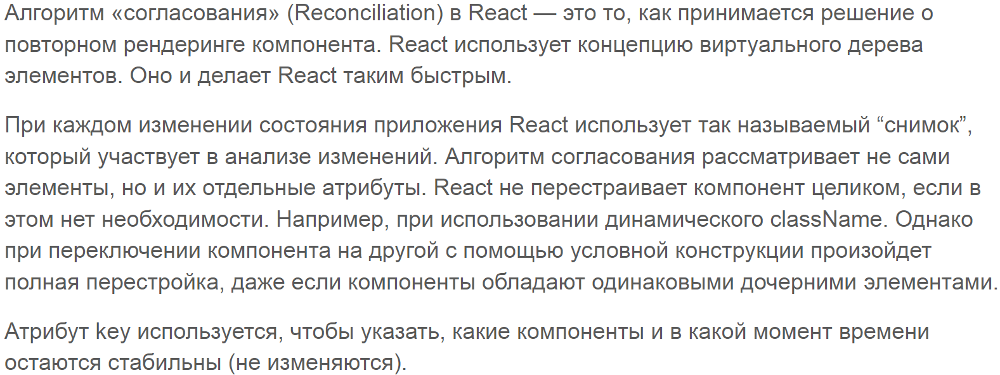 Алгоритм «согласования» (Reconciliation) в React — это то, как принимается решение о
повторном рендеринге компонента. React использует концепцию виртуального дерева
элементов. Оно и делает React таким быстрым.
При каждом изменении состояния приложения React использует так называемый “снимок”,
который участвует в анализе изменений. Алгоритм согласования рассматривает не сами
элементы, но и их отдельные атрибуты. React не перестраивает компонент целиком, если в
этом нет необходимости. Например, при использовании динамического className. Однако
при переключении компонента на другой с помощью условной конструкции произойдет
полная перестройка, даже если компоненты обладают одинаковыми дочерними элементами.
Атрибут key используется, чтобы указать, какие компоненты и в какой момент времени
остаются стабильны (не изменяются).